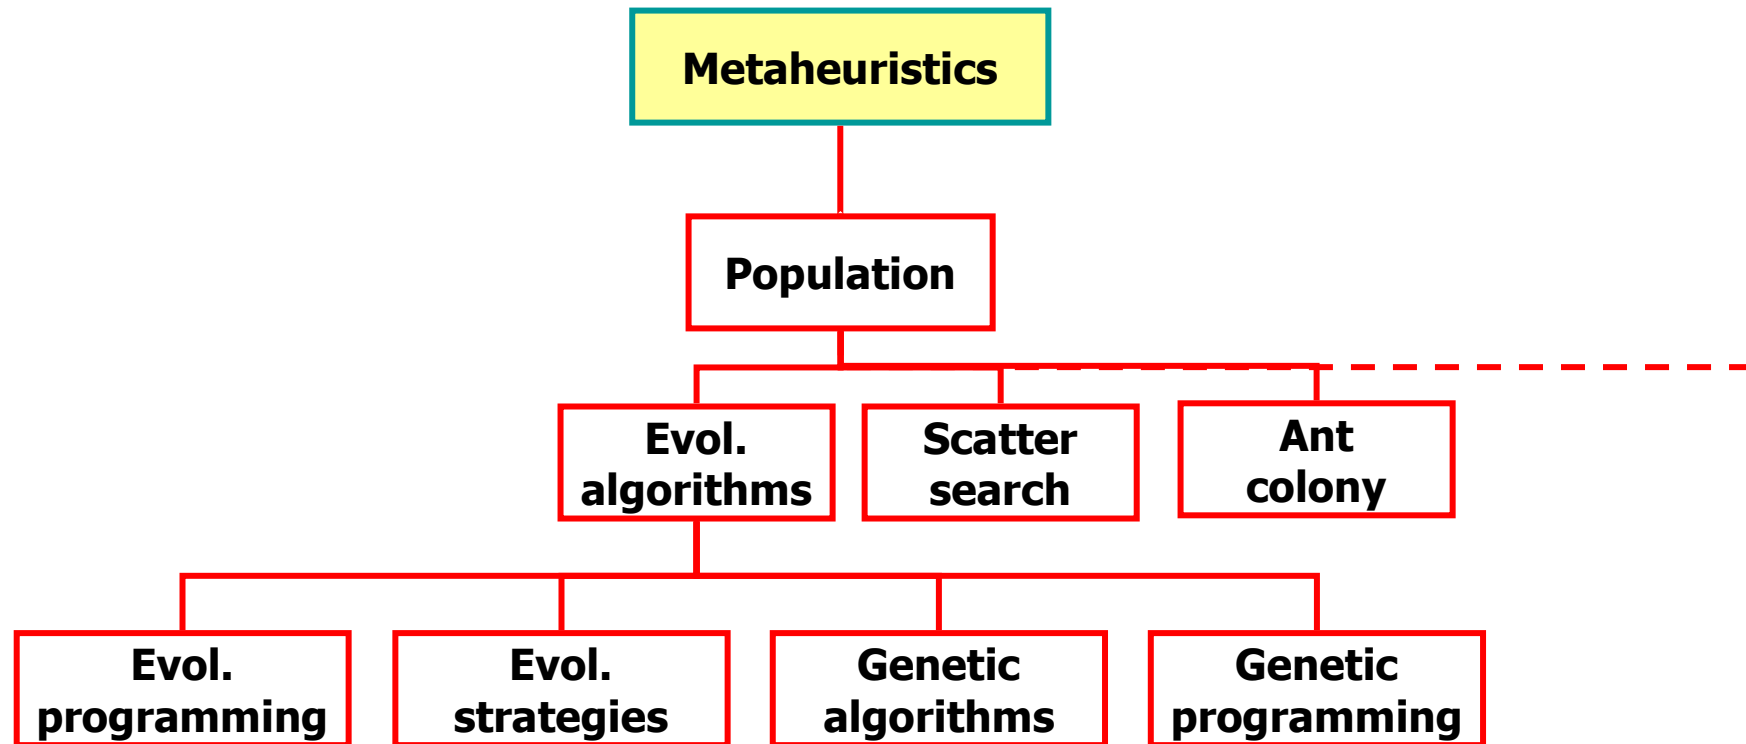 Metaheuristics
Population
Evol.
algorithms
Scatter
search
Ant
colony
Evol.
programming
Evol.
strategies
Genetic
algorithms
Genetic
programming